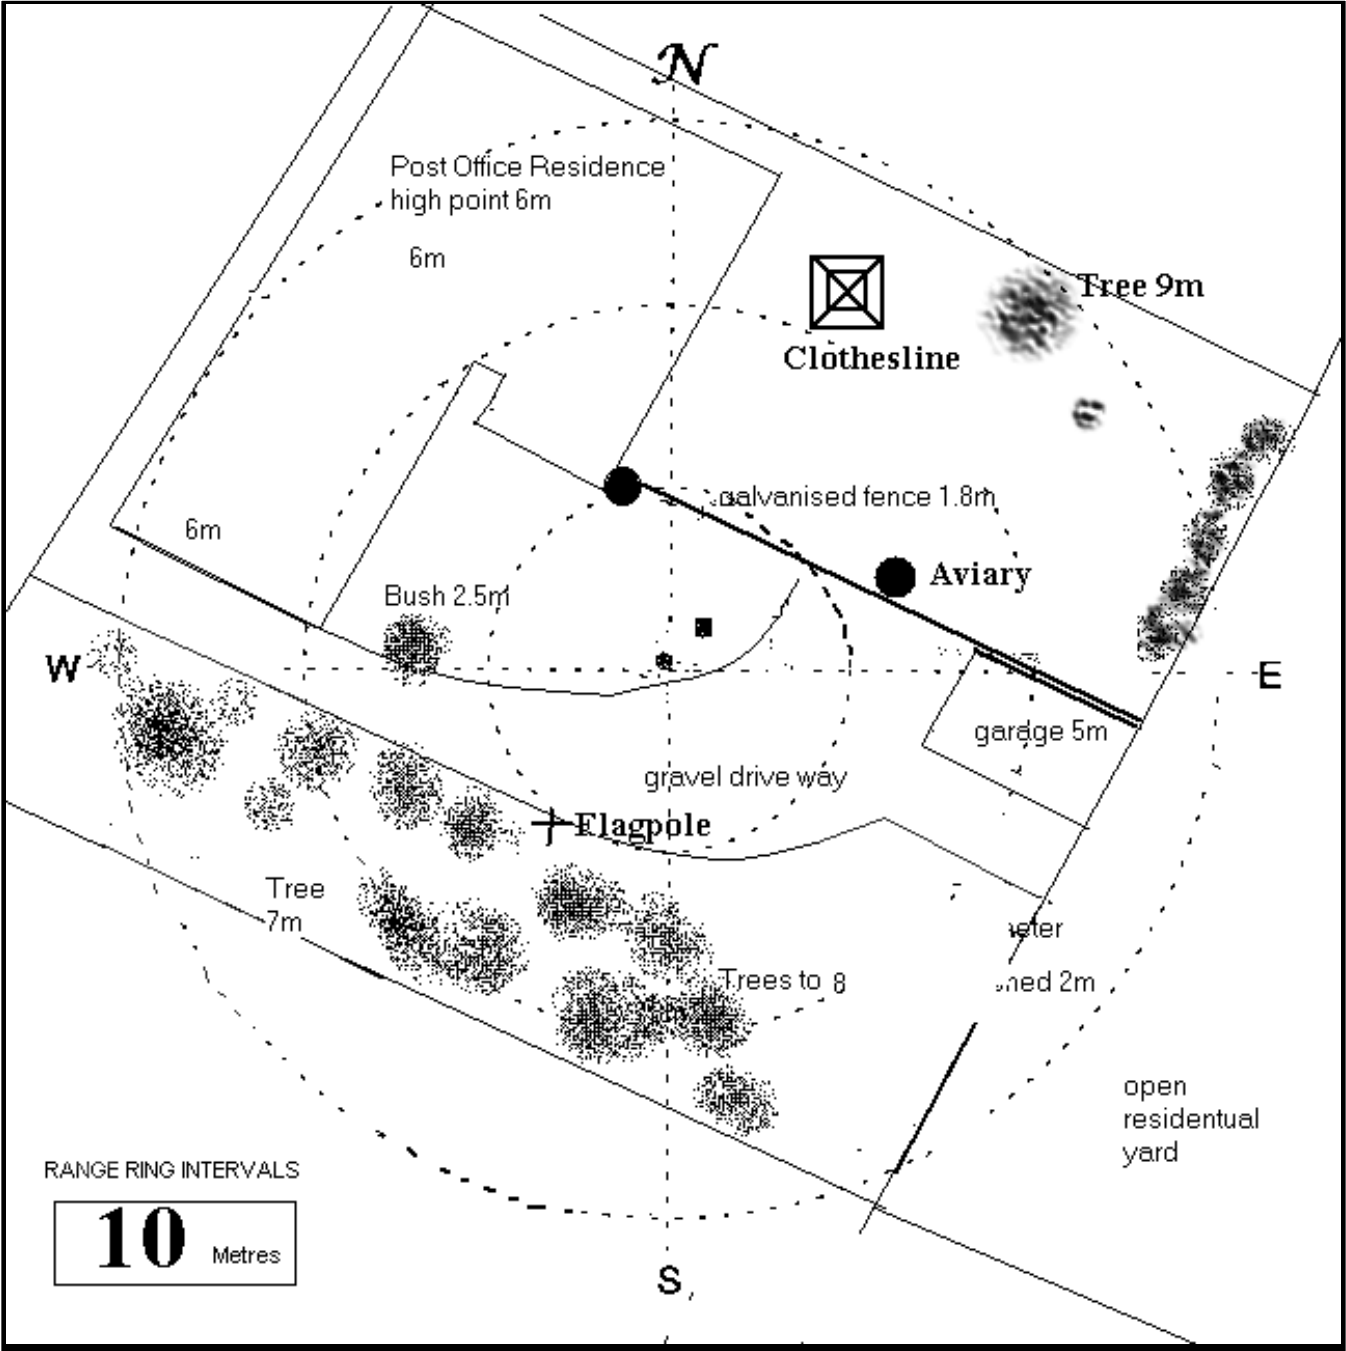 N
Post Office Residence
high point 6m
6m
Tree 9m
Clothesline
galvanised fence 1.8m
6m
Aviary
Bush 2.5m
W
E
garage 5m
gravel drive way
Flagpole
Tree
7m
eter
Trees to 8
hed 2m
open
residentual
yard
RANGE RING INTERVALS
10 Metres
S